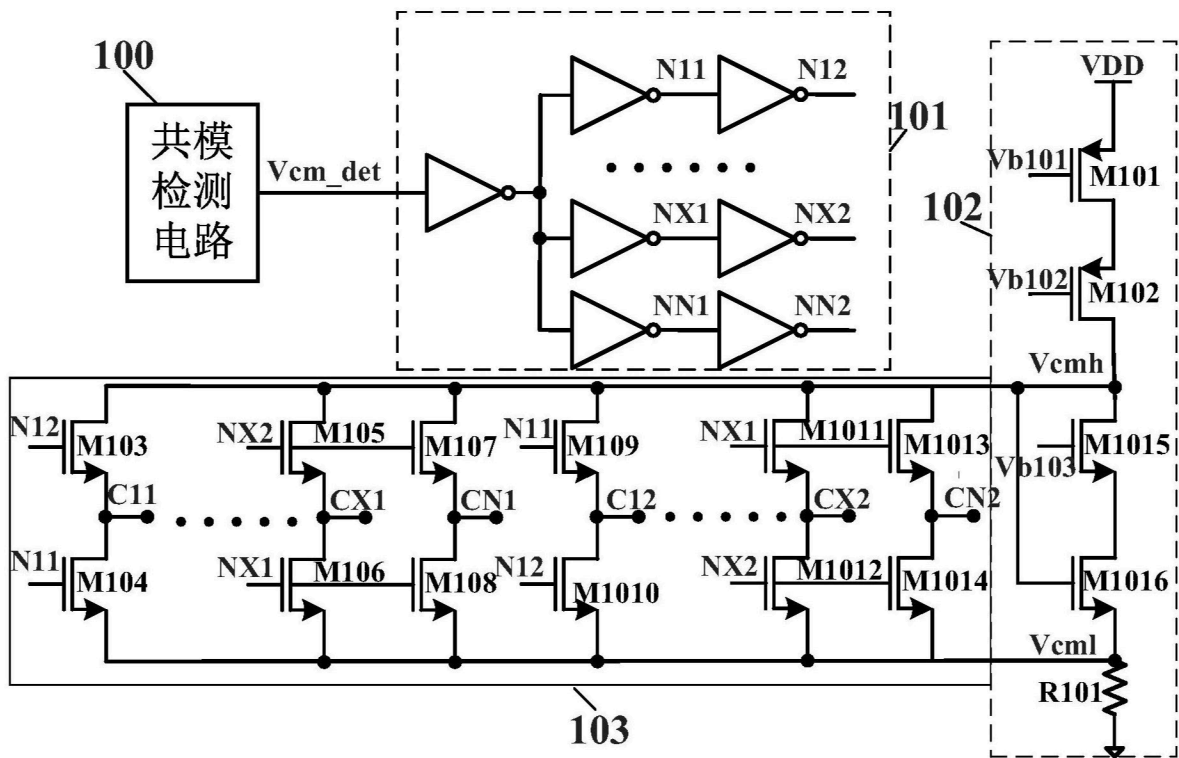 100
共模
检测
电路
Vcm_det
N11
N12
101
NX1
NX2
NN1
NN2
VDD
Vb101
M101
102
Vb102
M102
Vcmh
N12
M103
NX2
M105
M107
N11
M109
NX1
M1011
M1013
Vb103
M1015
C11
CX1
CN1
C12
CX2
CN2
N11
M104
NX1
M106
M108
N12
M1010
NX2
M1012
M1014
M1016
Vcml
R101
103